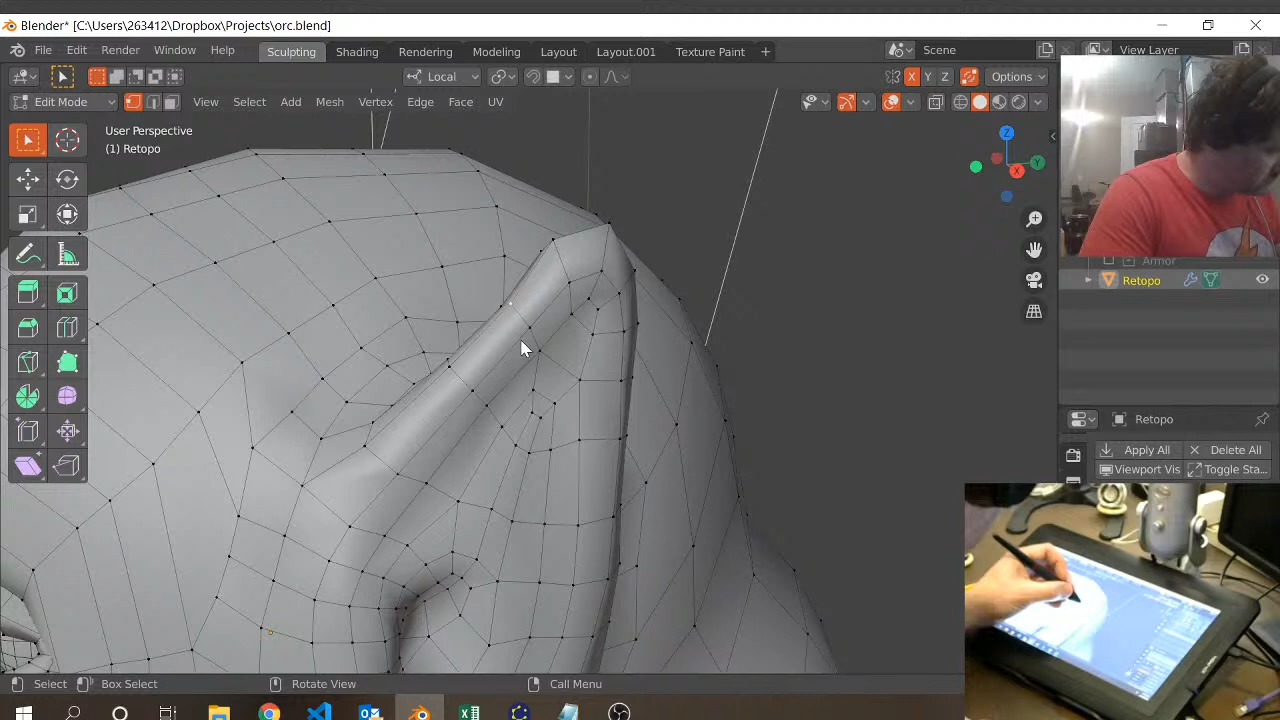 Blender* [C:\Users\263412\Dropbox\Projects\orc.blend]
File Edit Render Window Help
Sculpting Shading Rendering Modeling Layout Layout.001 Texture Paint +
Scene
View Layer
Local
X Y Z
Options
Edit Mode
View Select Add Mesh Vertex Edge Face UV
User Perspective
(1) Retopo
Z
Y
X
Armor
Retopo
Retopo
Apply All
Delete All
Viewport Vis
Toggle Sta...
Select
Box Select
Rotate View
Call Menu